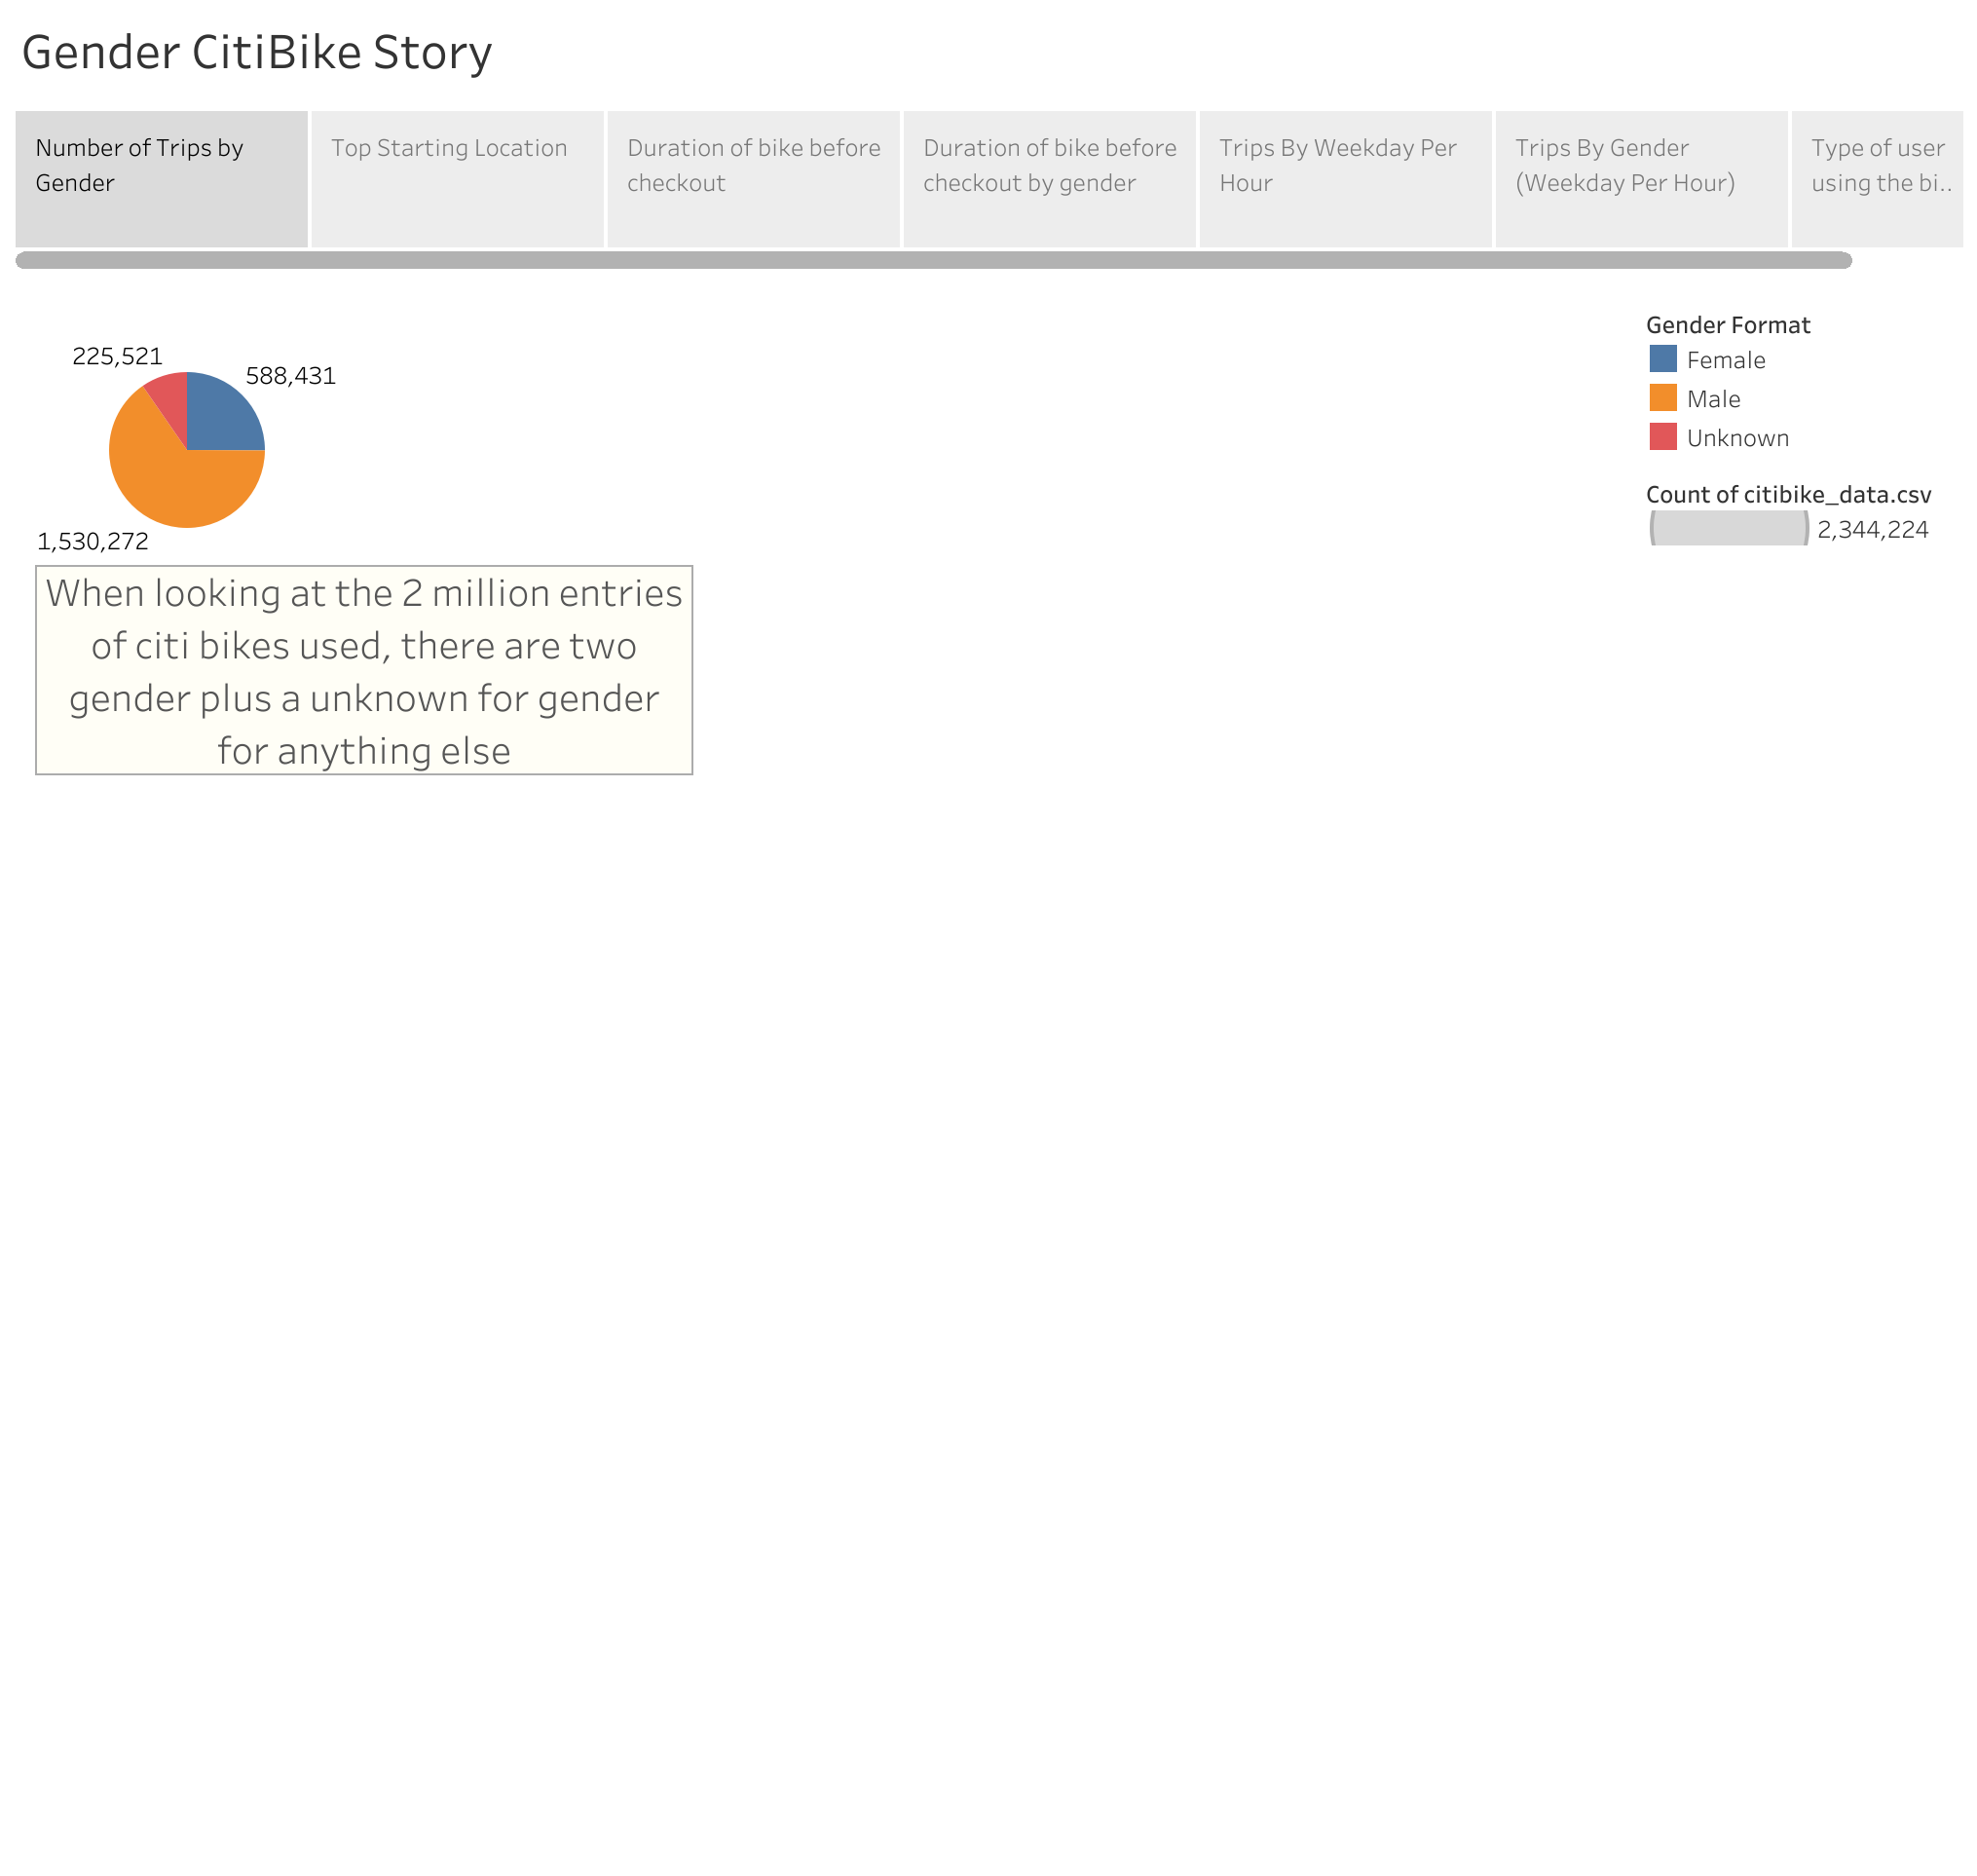 Gender CitiBike Story
Number of Trips by
Gender
Top Starting Location
Duration of bike before
checkout
Duration of bike before
checkout by gender
Trips By Weekday Per
Hour
Trips By Gender
(Weekday Per Hour)
Type of user
using the bi..
225,521
588,431
1,530,272
Gender Format
Female
Male
Unknown
Count of citibike_data.csv
2,344,224
When looking at the 2 million entries
of citi bikes used, there are two
gender plus a unknown for gender
for anything else